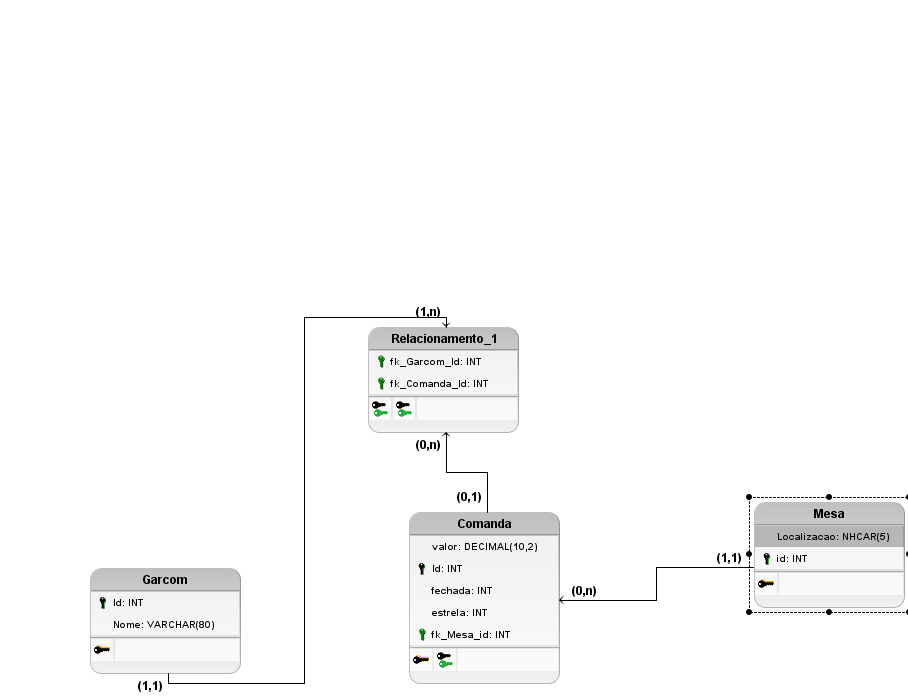 (1,n)
Relacionamento_1
fk_Garcom_Id: INT
fk_Comanda_Id: INT
(0,n)
(0,1)
Comanda
valor: DECIMAL(10,2)
Id: INT
fechada: INT
estrela: INT
fk_Mesa_id: INT
Mesa
Localizacao: NHCAR(5)
id: INT
(1,1)
(0,n)
Garcom
Id: INT
Nome: VARCHAR(80)
(1,1)